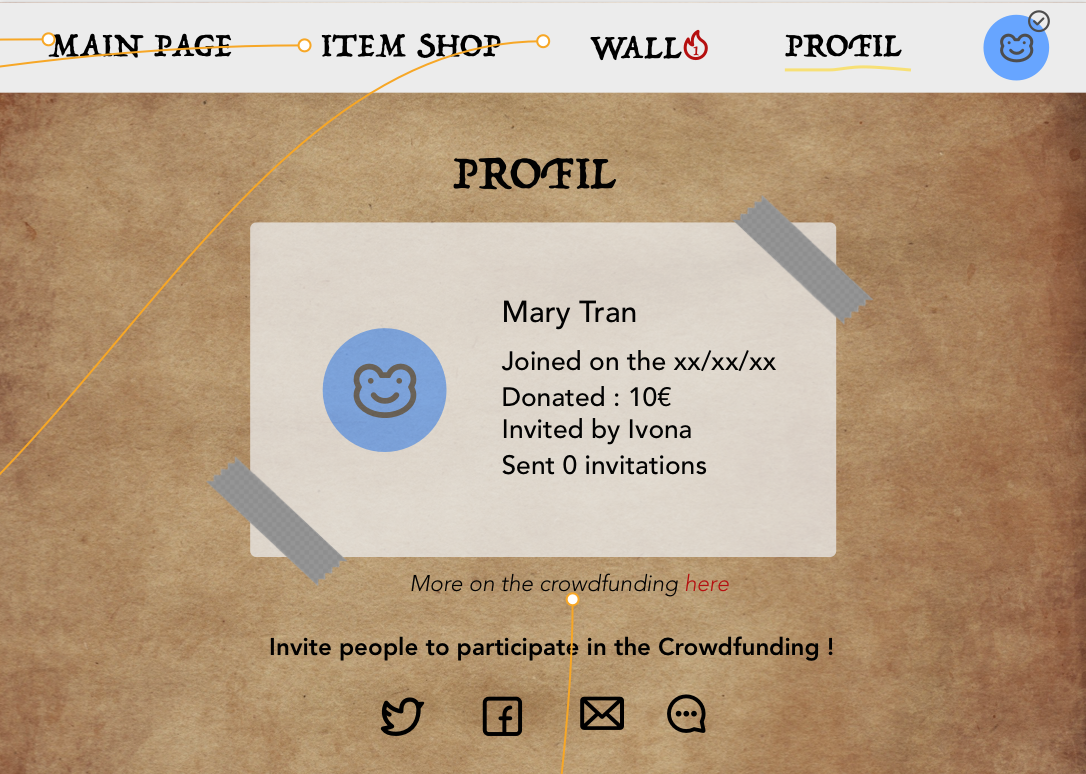 MAIN PAGE ITEM SHOP WALL 1 PROFIL
PROFIL
Mary Tran
Joined on the xx/xx/xx
Donated : 10€
Invited by Ivona
Sent 0 invitations
More on the crowdfunding here
Invite people to participate in the Crowdfunding !